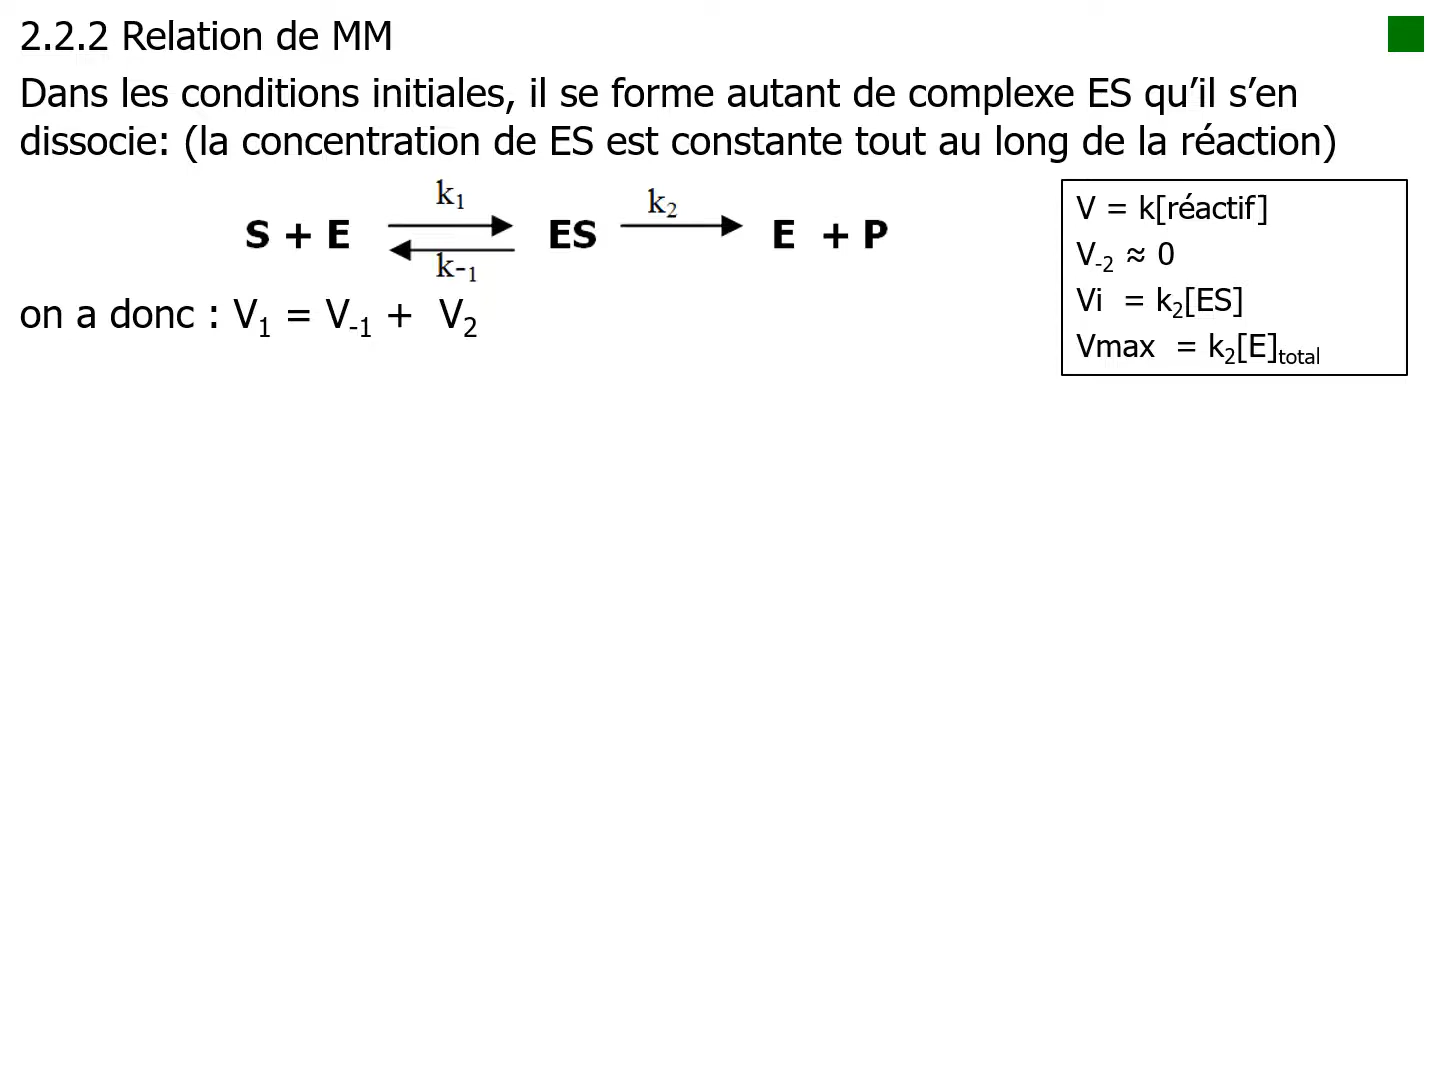 2.2.2 Relation de MM
Dans les conditions initiales, il se forme autant de complexe ES qu’il s’en
dissocie: (la concentration de ES est constante tout au long de la réaction)
k₁
k₂
S + E ES E + P
k-₁
on a donc : V₁ = V₋₁ + V₂
V = k[réactif]
V₋₂ ≈ 0
Vi = k₂[ES]
Vmax = k₂[E]total